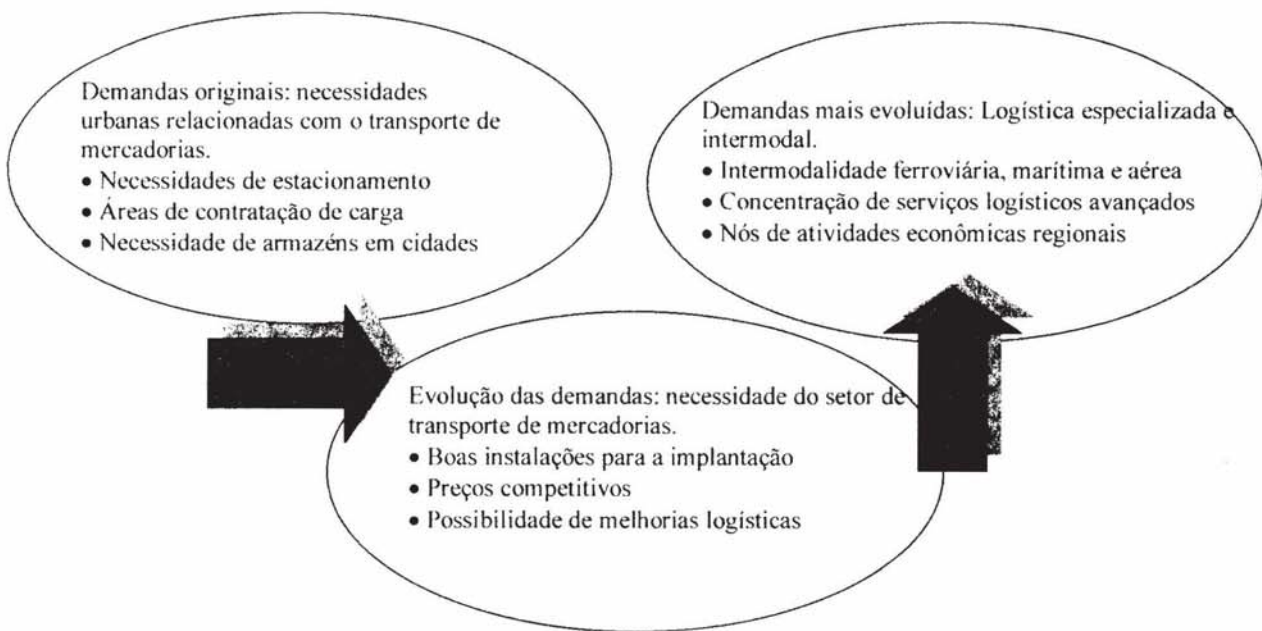 Demandas originais: necessidades
urbanas relacionadas com o transporte de
mercadorias.
• Necessidades de estacionamento
• Áreas de contratação de carga
• Necessidade de armazéns em cidades
Evolução das demandas: necessidade do setor de
transporte de mercadorias.
• Boas instalações para a implantação
• Preços competitivos
• Possibilidade de melhorias logísticas
Demandas mais evoluídas: Logística especializada e
intermodal.
• Intermodalidade ferroviária, marítima e aérea
• Concentração de serviços logísticos avançados
• Nós de atividades econômicas regionais